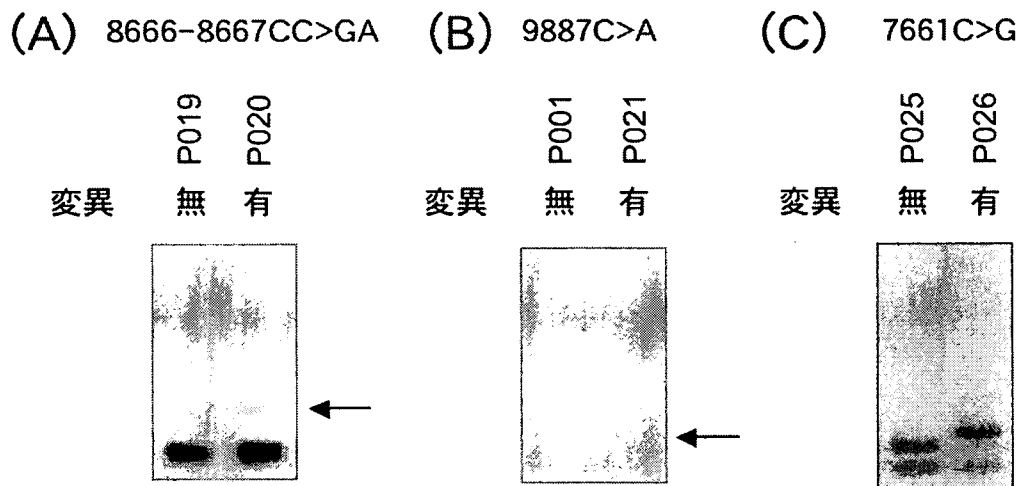 (A) 8666-8667CC>GA
P019 P020
変異 無 有
(B) 9887C>A
P001 P021
変異 無 有
(C) 7661C>G
P025 P026
変異 無 有